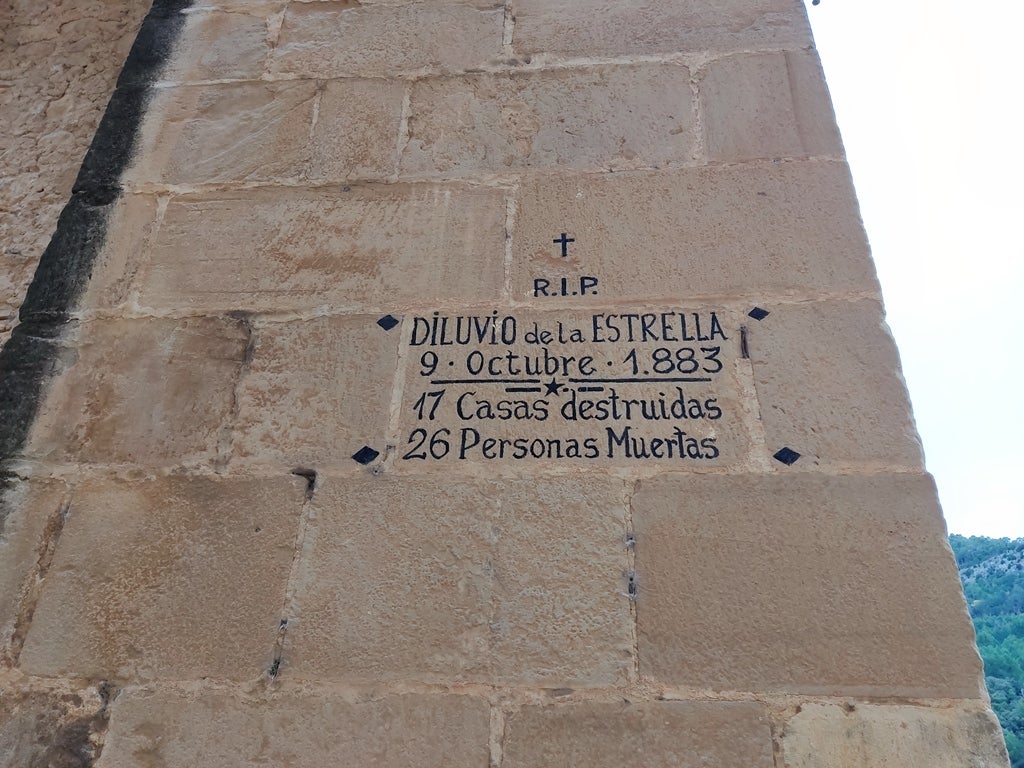 R.I.P.
DiLUViO de la ESTRELLA
9 · Octubre · 1.883
17 Casas destruidas
26 Personas Muertas